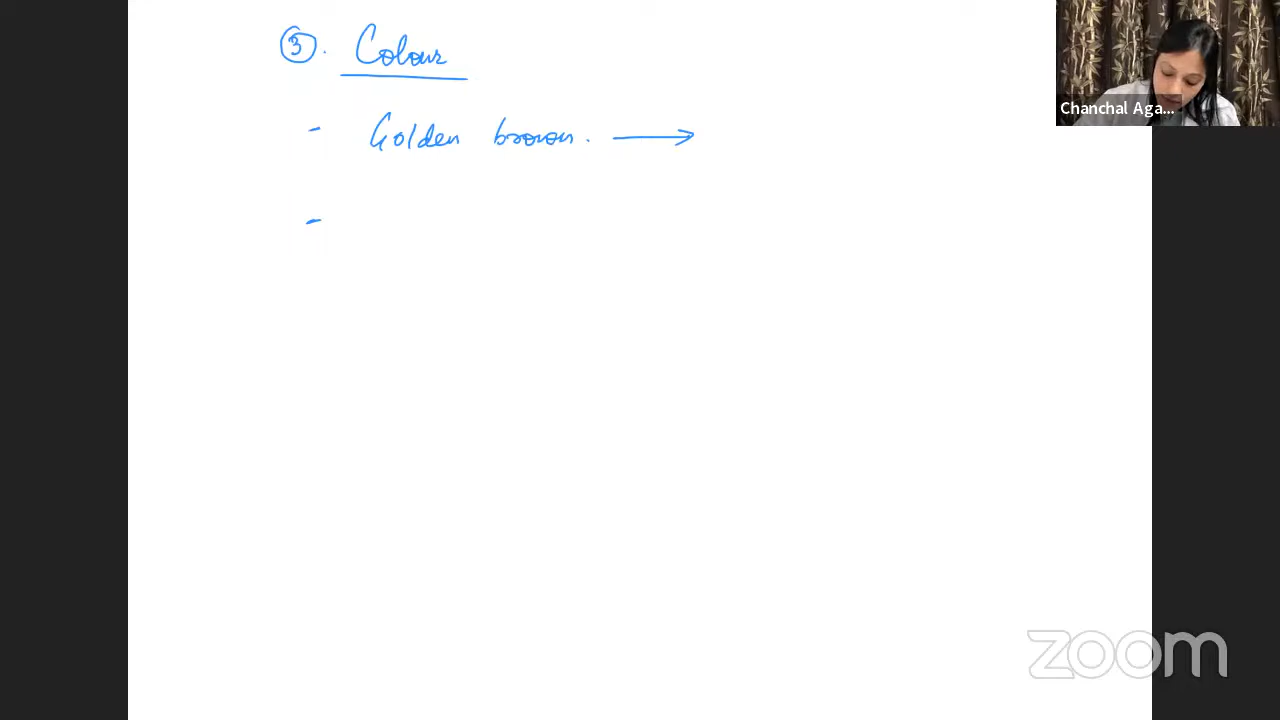 ③. Colour
Chanchal Aga...
- Golden brown. →
-
zoom